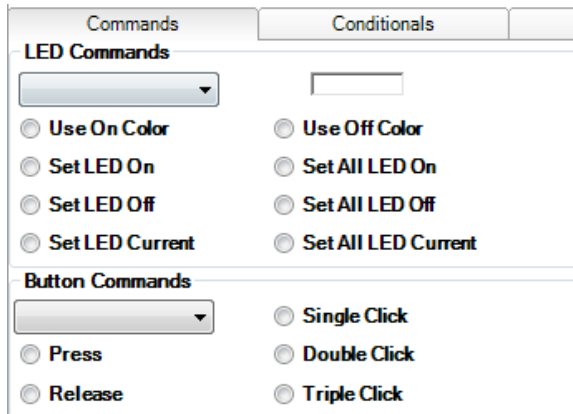 Commands Conditionals
LED Commands
Use On Color Use Off Color
Set LED On Set All LED On
Set LED Off Set All LED Off
Set LED Current Set All LED Current
Button Commands
Single Click
Press Double Click
Release Triple Click